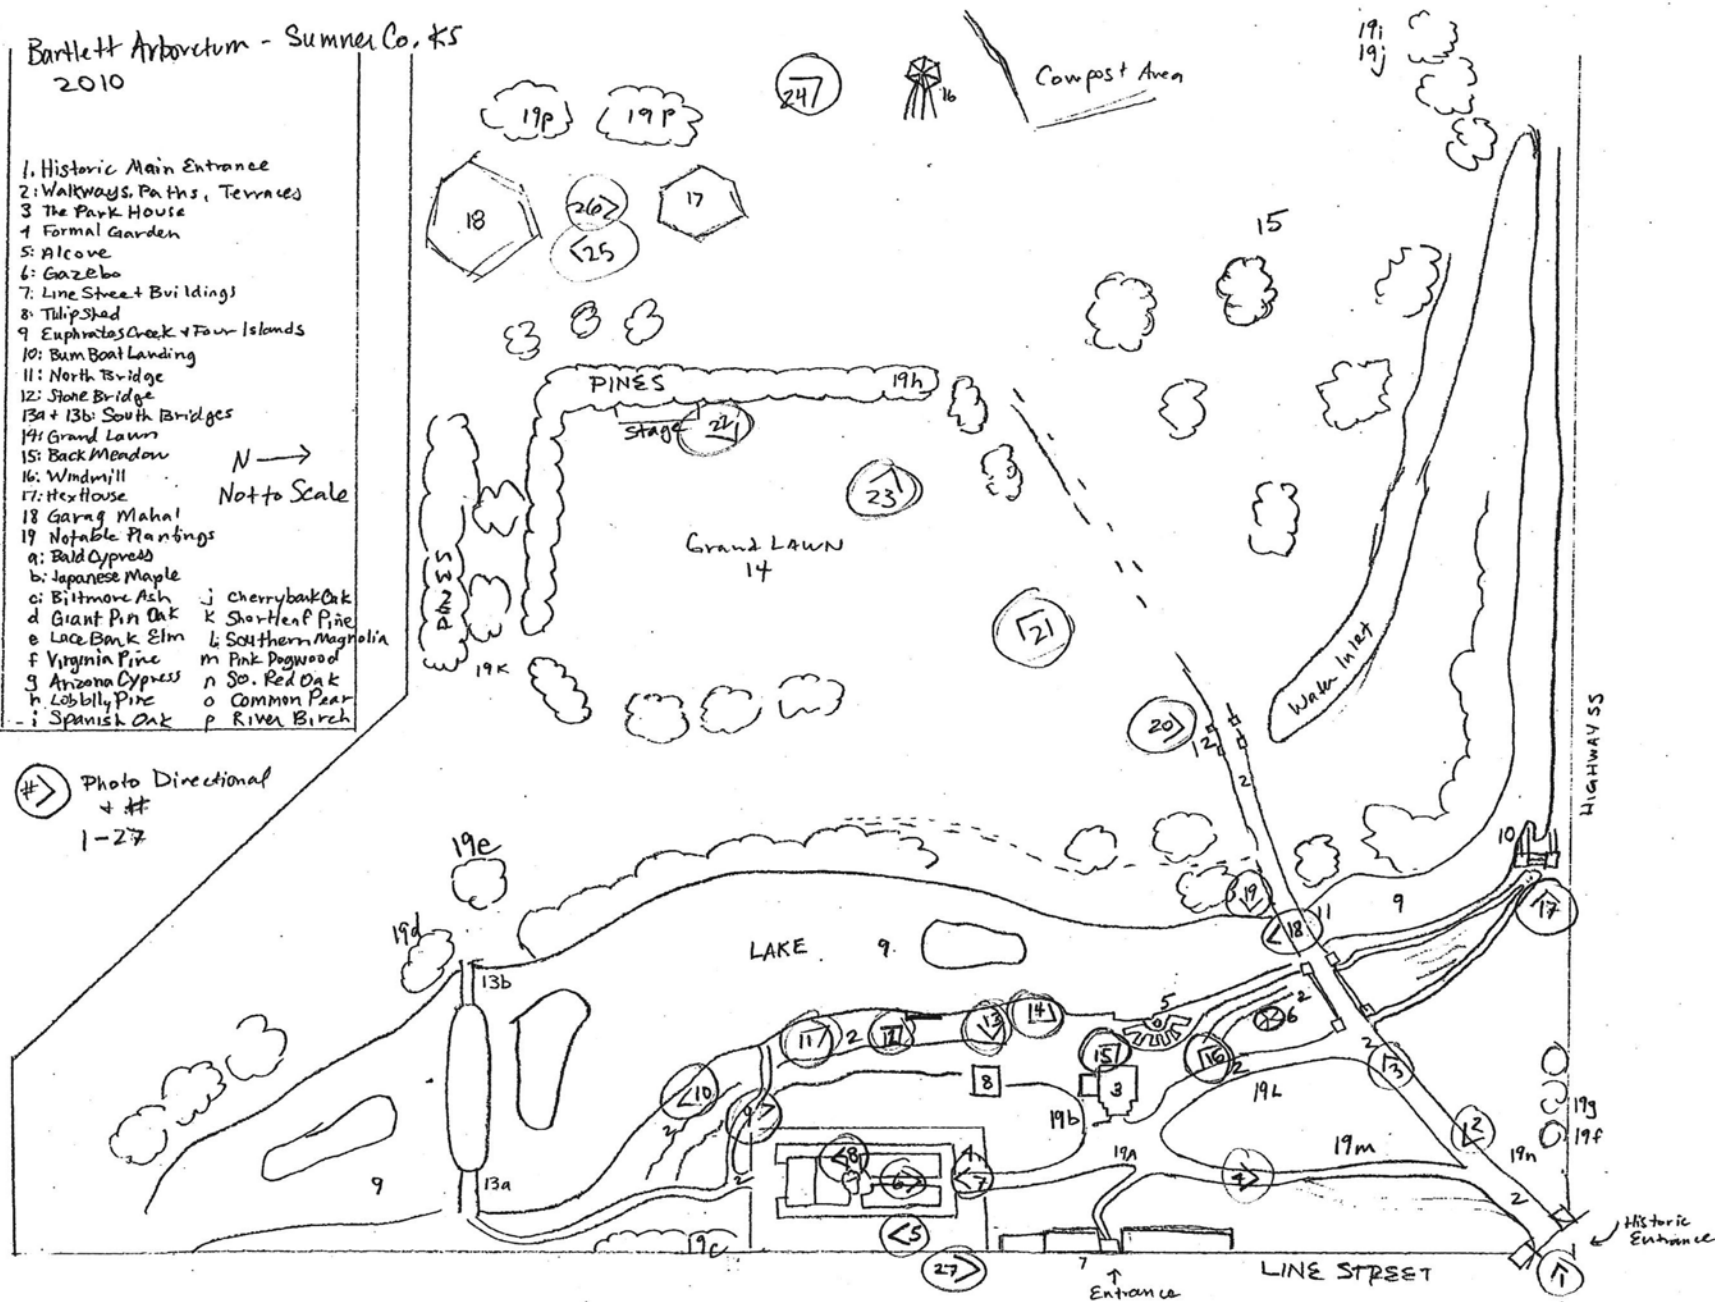 Bartlett Arboretum - Sumner Co. KS
2010
1. Historic Main Entrance
2: Walkways, Paths, Terraces
3 The Park House
4 Formal Garden
5: Alcove
6: Gazebo
7: Line Street Buildings
8: Tulip Shed
9 Euphrates Creek & Four Islands
10: Bum Boat Landing
11: North Bridge
12: Stone Bridge
13a + 13b: South Bridges
14: Grand Lawn
15: Back Meadow
16: Windmill
17: Hex House
18 Garag Mahal
19 Notable Plantings
a: Bald Cypress
b: Japanese Maple
c: Biltmore Ash
d Giant Pin Oak
e Lace Bark Elm
f Virginia Pine
g Arizona Cypress
h Loblolly Pine
i Spanish Oak
j Cherrybark Oak
k Shortleaf Pine
l: Southern Magnolia
m Pink Dogwood
n So. Red Oak
o Common Pear
p River Birch
N
Not to Scale
# Photo Directional
+ #
1-27
19p
19p
24
16
Compost Area
19i
19j
18
26
25
17
15
PINES
19h
Stage
22
23
PINES
Grand LAWN
14
21
19K
Water Inlet
20
12
2
HIGHWAY 55
19e
10
19d
19
11
18
9
17
LAKE
9.
13b
5
14
13
12
11
2
2
6
15
16
2
2
3
10
8
3
19L
19b
9
2
19g
19f
2
19m
19n
4
8
6
7
19A
4
9
13a
2
2
5
19c
27
7
Entrance
LINE STREET
Historic
Entrance
1
1